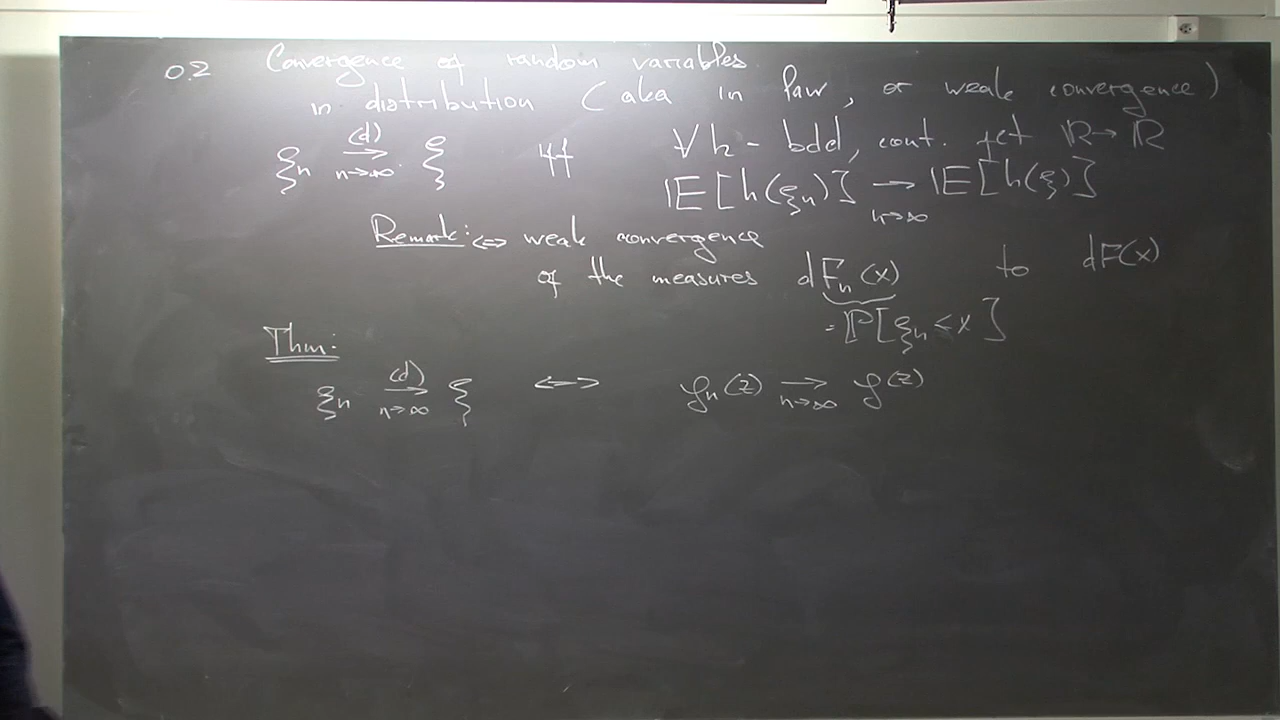 0.2 Convergence of random variables
in distribution (aka in law, or weak convergence)
ξₙ →(d) n→∞ ξ iff ∀ h - bdd, cont. fct ℝ → ℝ
𝔼[h(ξₙ)] → n→∞ 𝔼[h(ξ)]
Remark: ⇔ weak convergence
of the measures dFₙ(x) to dF(x)
= ℙ[ξₙ ≤ x]
Thm:
ξₙ →(d) n→∞ ξ ⇔ φₙ(z) → n→∞ φ(z)